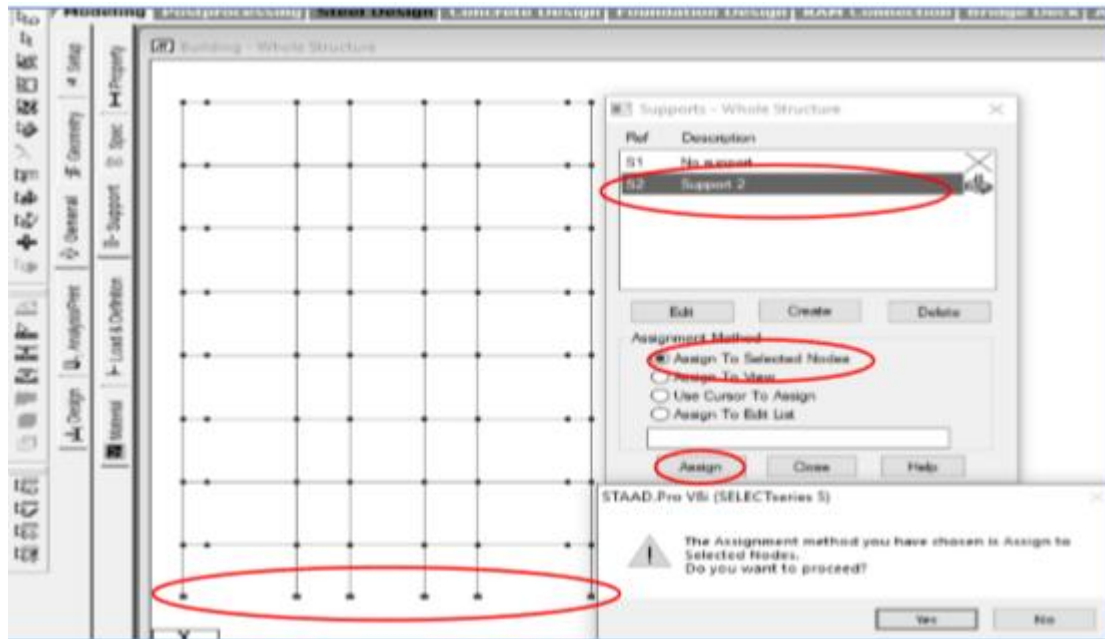 Modeling Postprocessing Steel Design Concrete Design Foundation Design RAM Connection Bridge Deck
Building - Whole Structure
Setup
Geometry
General
Analysis/Print
Design
Property
Spec
Support
Load & Definition
Material
Supports - Whole Structure
Ref Description
S1 No support
S2 Support 2
Edit Create Delete
Assignment Method
Assign To Selected Nodes
Assign To View
Use Cursor To Assign
Assign To Edit List
Assign Close Help
STAAD.Pro V8i (SELECTseries 5)
The Assignment method you have chosen is Assign to
Selected Nodes.
Do you want to proceed?
Yes No